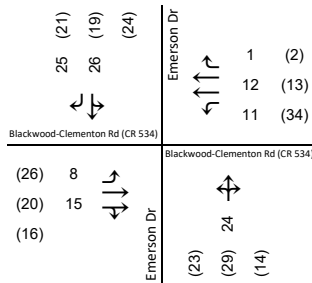 (21) (19) (24)
25 26
Emerson Dr
1 (2)
12 (13)
11 (34)
Blackwood-Clementon Rd (CR 534)
Blackwood-Clementon Rd (CR 534)
(26) 8
(20) 15
(16)
Emerson Dr
24
(23) (29) (14)